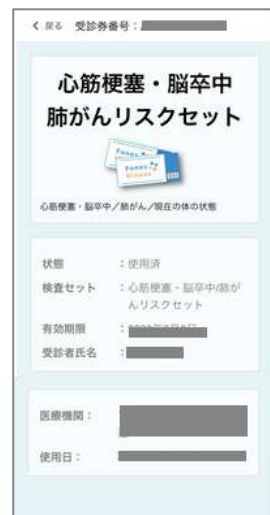 < 戻る 受診券番号：
心筋梗塞・脳卒中
肺がんリスクセット
Fones
Visuas
心筋梗塞・脳卒中／肺がん／現在の体の状態
状態 ：使用済
検査セット ：心筋梗塞・脳卒中/肺が
んリスクセット
有効期限 ：
受診者氏名 ：
医療機関：
使用日：